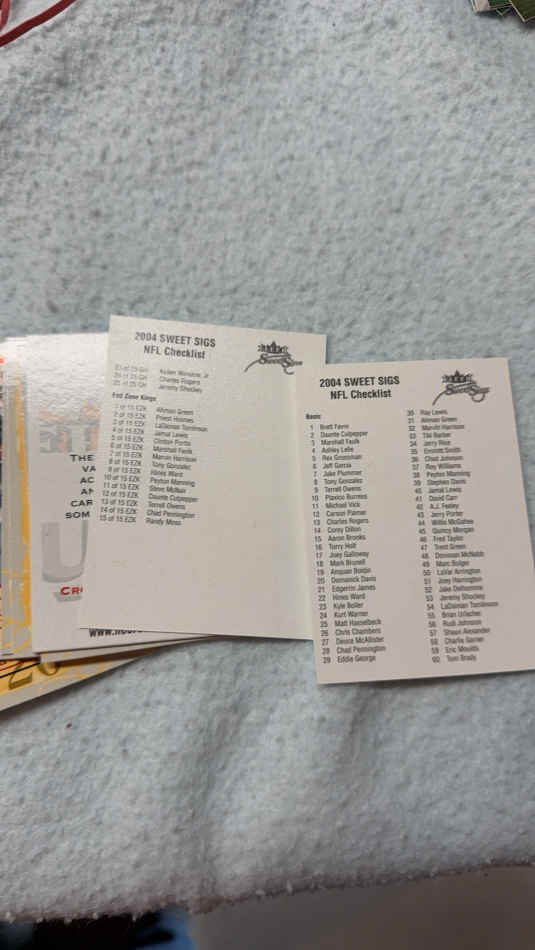 2004 SWEET SIGS
NFL Checklist
Sweet Sigs
Kellen Winslow, Jr.
Charles Rogers
25 of 25 GH Jeremy Shockey
End Zone Kings
1 of 15 EZK Ahman Green
2 of 15 EZK Priest Holmes
3 of 15 EZK LaDainian Tomlinson
4 of 15 EZK Jamal Lewis
5 of 15 EZK Clinton Portis
6 of 15 EZK Marshall Faulk
7 of 15 EZK Marvin Harrison
8 of 15 EZK Tony Gonzalez
9 of 15 EZK Hines Ward
10 of 15 EZK Peyton Manning
11 of 15 EZK Steve McNair
12 of 15 EZK Daunte Culpepper
13 of 15 EZK Terrell Owens
14 of 15 EZK Chad Pennington
15 of 15 EZK Randy Moss
THE
VA
AC
AN
CAR
SOM
U
CRO
2004 SWEET SIGS
NFL Checklist
Sweet Sigs
Basic
1 Brett Favre
2 Daunte Culpepper
3 Marshall Faulk
4 Ashley Lelie
5 Rex Grossman
6 Jeff Garcia
7 Jake Plummer
8 Tony Gonzalez
9 Terrell Owens
10 Plaxico Burress
11 Michael Vick
12 Carson Palmer
13 Charles Rogers
14 Corey Dillon
15 Aaron Brooks
16 Torry Holt
17 Joey Galloway
18 Mark Brunell
19 Anquan Boldin
20 Domanick Davis
21 Edgerrin James
22 Hines Ward
23 Kyle Boller
24 Kurt Warner
25 Matt Hasselbeck
26 Chris Chambers
27 Deuce McAllister
28 Chad Pennington
29 Eddie George
30 Ray Lewis
31 Ahman Green
32 Marvin Harrison
33 Tiki Barber
34 Jerry Rice
35 Emmitt Smith
36 Chad Johnson
37 Roy Williams
38 Peyton Manning
39 Stephen Davis
40 Jamal Lewis
41 David Carr
42 A.J. Feeley
43 Jerry Porter
44 Willis McGahee
45 Quincy Morgan
46 Fred Taylor
47 Trent Green
48 Donovan McNabb
49 Marc Bulger
50 LaVar Arrington
51 Joey Harrington
52 Jake Delhomme
53 Jeremy Shockey
54 LaDainian Tomlinson
55 Brian Urlacher
56 Rudi Johnson
57 Shaun Alexander
58 Charlie Garner
59 Eric Moulds
60 Tom Brady